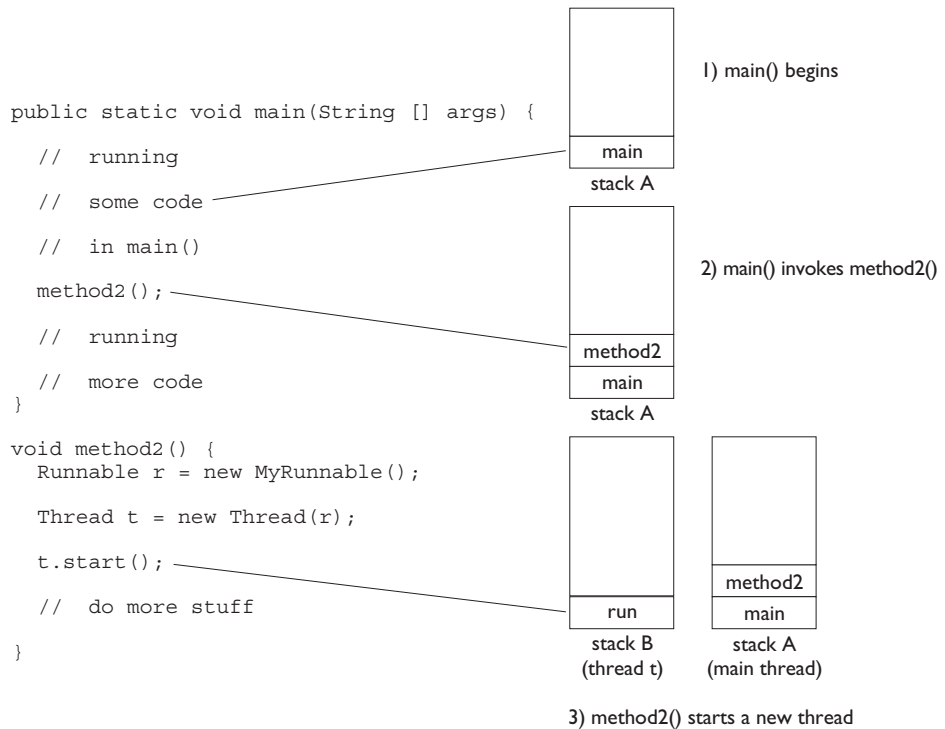 public static void main(String [] args) {
// running
// some code
// in main()
method2();
// running
// more code
}
void method2() {
Runnable r = new MyRunnable();
Thread t = new Thread(r);
t.start();
// do more stuff
}
1) main() begins
main
stack A
2) main() invokes method2()
method2
main
stack A
run
stack B
(thread t)
method2
main
stack A
(main thread)
3) method2() starts a new thread